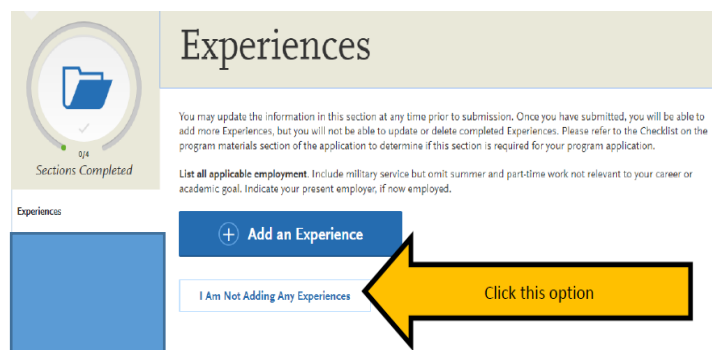 Experiences
0/4
Sections Completed
Experiences
You may update the information in this section at any time prior to submission. Once you have submitted, you will be able to
add more Experiences, but you will not be able to update or delete completed Experiences. Please refer to the Checklist on the
program materials section of the application to determine if this section is required for your program application.
List all applicable employment. Include military service but omit summer and part-time work not relevant to your career or
academic goal. Indicate your present employer, if now employed.
Add an Experience
I Am Not Adding Any Experiences
Click this option